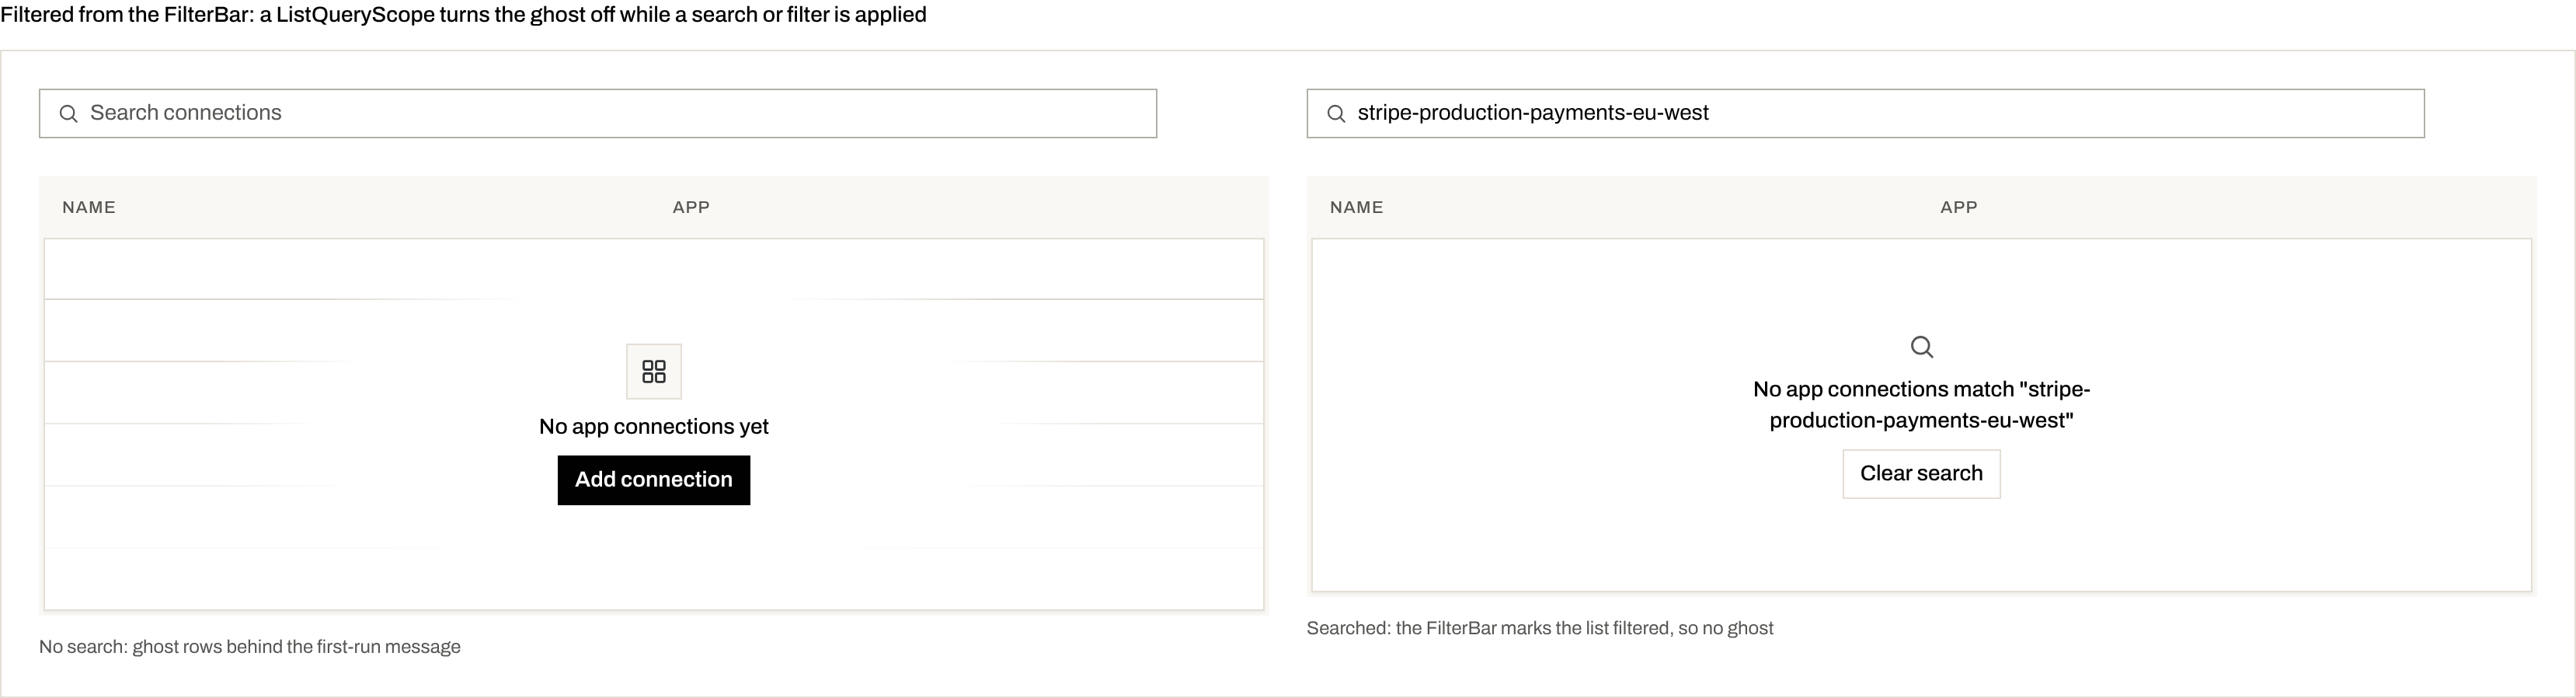 Filtered from the FilterBar: a ListQueryScope turns the ghost off while a search or filter is applied
Search connections
NAME
APP
No app connections yet
Add connection
No search: ghost rows behind the first-run message
stripe-production-payments-eu-west
NAME
APP
No app connections match "stripe-
production-payments-eu-west"
Clear search
Searched: the FilterBar marks the list filtered, so no ghost